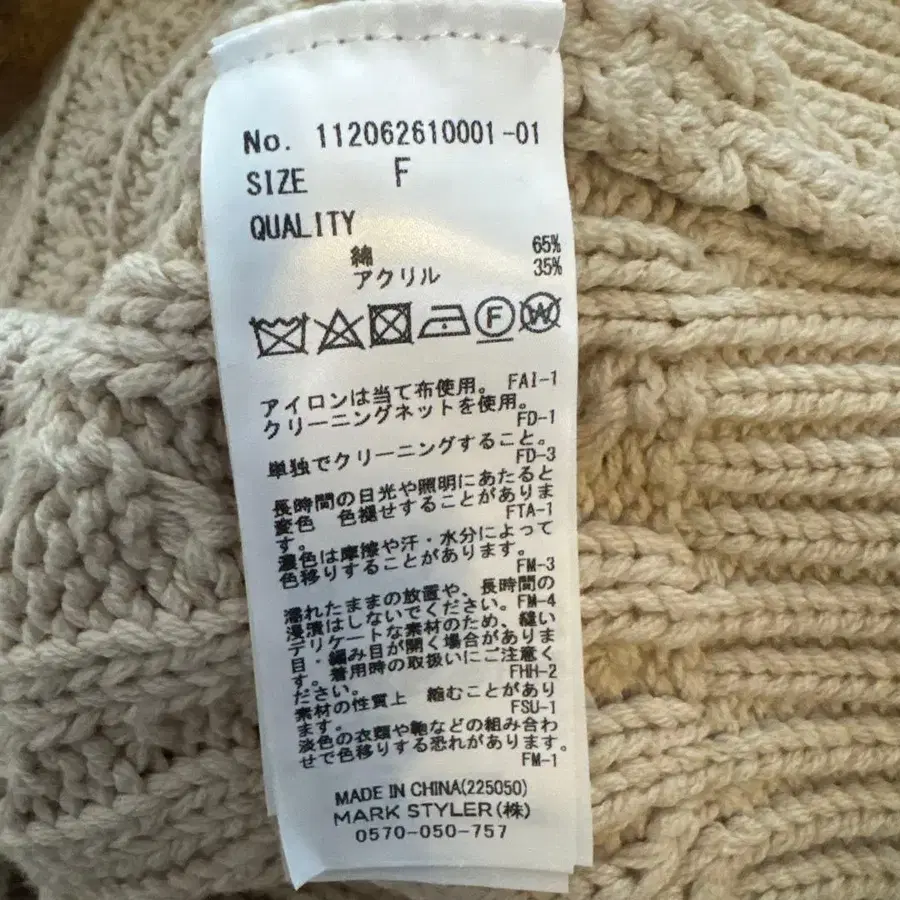 No. 112062610001-01
SIZE F
QUALITY
綿 65%
アクリル 35%
F W
アイロンは当て布使用。 FAI-1
クリーニングネットを使用。
FD-1
単独でクリーニングすること。
FD-3
長時間の日光や照明にあたると
変色 色褪せすることがありま
す。 FTA-1
濃色は摩擦や汗・水分によって
色移りすることがあります。
FM-3
濡れたままの放置や、長時間の
浸漬はしないでください。FM-4
デリケートな素材のため、縫い
目・編み目が開く場合がありま
す。着用時の取扱いにご注意く
ださい。 FHH-2
素材の性質上 縮むことがあり
ます。 FSU-1
淡色の衣類や鞄などの組み合わ
せで色移りする恐れがあります。
FM-1
MADE IN CHINA(225050)
MARK STYLER(株)
0570-050-757